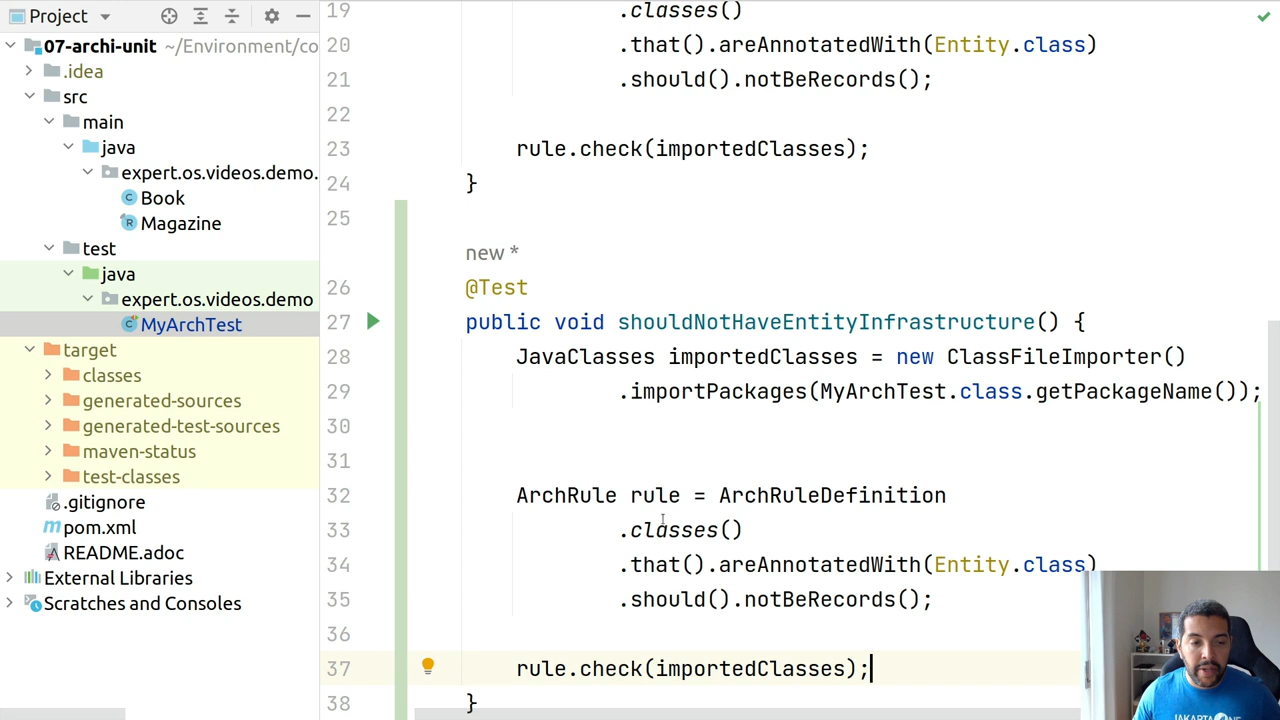 Project
07-archi-unit ~/Environment/co
.idea
src
main
java
expert.os.videos.demo.
Book
Magazine
test
java
expert.os.videos.demo
MyArchTest
target
classes
generated-sources
generated-test-sources
maven-status
test-classes
.gitignore
pom.xml
README.adoc
External Libraries
Scratches and Consoles
19 .classes()
20 .that().areAnnotatedWith(Entity.class)
21 .should().notBeRecords();
22
23 rule.check(importedClasses);
24 }
25
new *
26 @Test
27 public void shouldNotHaveEntityInfrastructure() {
28 JavaClasses importedClasses = new ClassFileImporter()
29 .importPackages(MyArchTest.class.getPackageName());
30
31
32 ArchRule rule = ArchRuleDefinition
33 .classes()
34 .that().areAnnotatedWith(Entity.class)
35 .should().notBeRecords();
36
37 rule.check(importedClasses);
38 }
JAKARTAONE